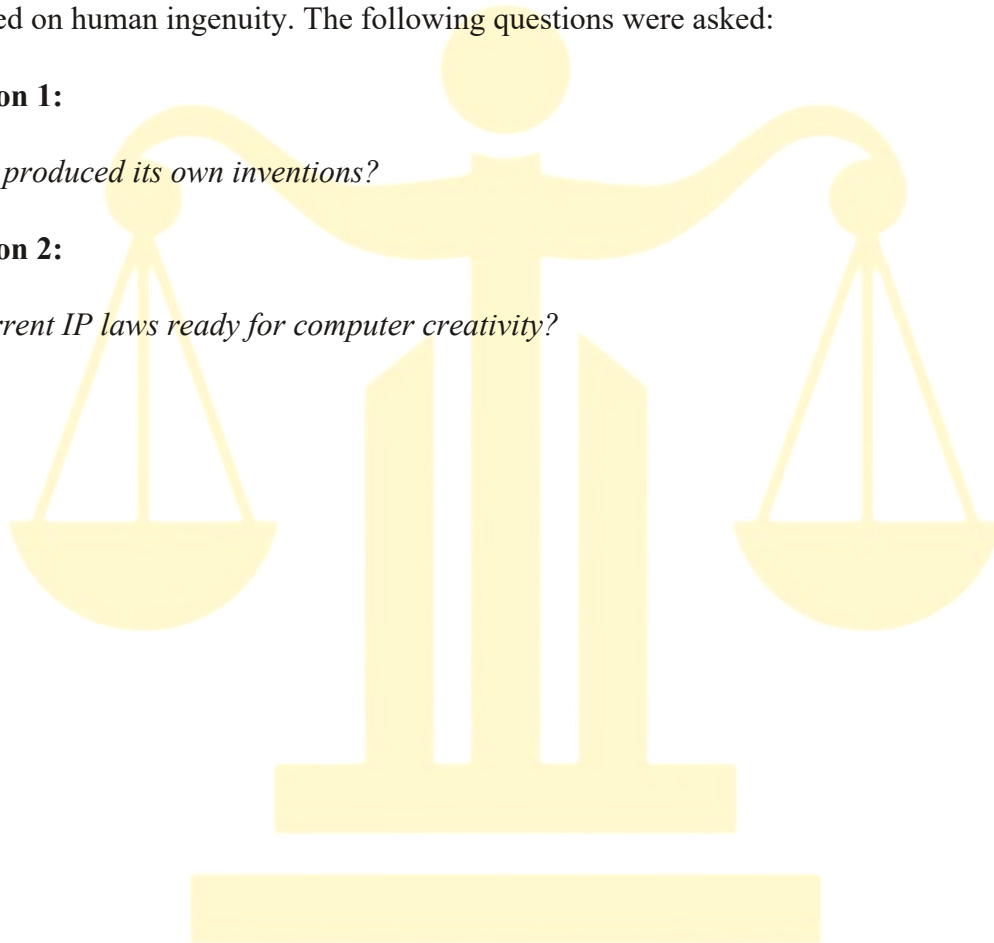 ed on human ingenuity. The following questions were asked:
on 1:
produced its own inventions?
on 2:
rrent IP laws ready for computer creativity?